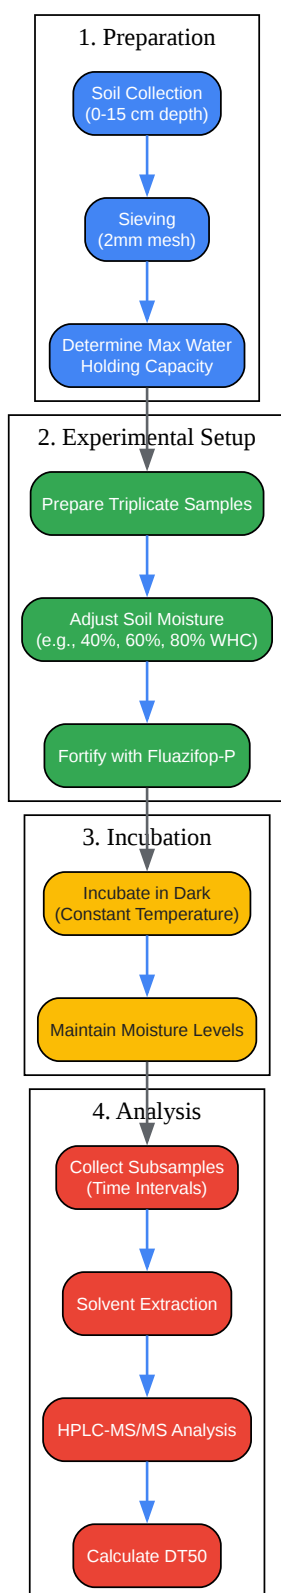 1. Preparation
Soil Collection
(0-15 cm depth)
Sieving
(2mm mesh)
Determine Max Water
Holding Capacity
2. Experimental Setup
Prepare Triplicate Samples
Adjust Soil Moisture
(e.g., 40%, 60%, 80% WHC)
Fortify with Fluazifop-P
3. Incubation
Incubate in Dark
(Constant Temperature)
Maintain Moisture Levels
4. Analysis
Collect Subsamples
(Time Intervals)
Solvent Extraction
HPLC-MS/MS Analysis
Calculate DT50